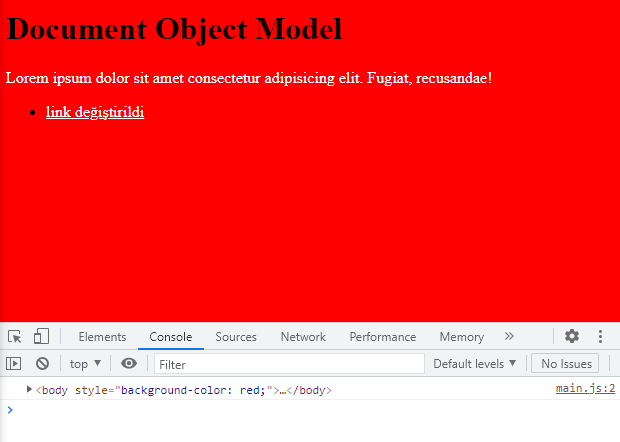 Document Object Model
Lorem ipsum dolor sit amet consectetur adipisicing elit. Fugiat, recusandae!
link değiştirildi
Elements Console Sources Network Performance Memory »
top ▼ Filter Default levels ▼ No Issues
<body style="background-color: red;">…</body> main.js:2